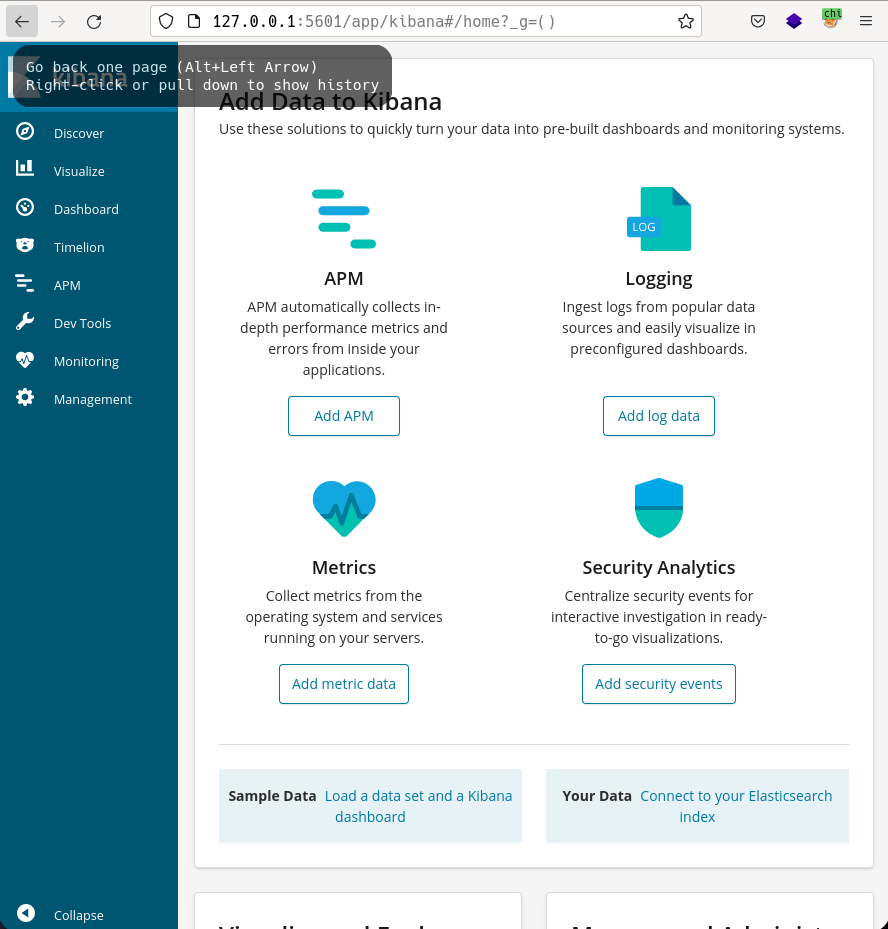 127.0.0.1:5601/app/kibana#/home?_g=()
chi
Go back one page (Alt+Left Arrow)
kibana
Right-click or pull down to show history
Add Data to Kibana
Use these solutions to quickly turn your data into pre-built dashboards and monitoring systems.
Discover
Visualize
Dashboard
Timelion
APM
Dev Tools
Monitoring
Management
Collapse
LOG
APM
APM automatically collects in-
depth performance metrics and
errors from inside your
applications.
Add APM
Logging
Ingest logs from popular data
sources and easily visualize in
preconfigured dashboards.
Add log data
Metrics
Collect metrics from the
operating system and services
running on your servers.
Add metric data
Security Analytics
Centralize security events for
interactive investigation in ready-
to-go visualizations.
Add security events
Sample Data Load a data set and a Kibana
dashboard
Your Data Connect to your Elasticsearch
index